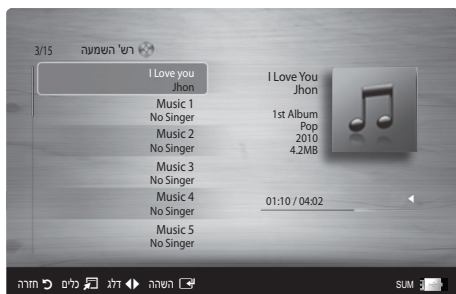 רש' השמעה
3/15
I Love you
Jhon
Music 1
No Singer
Music 2
No Singer
Music 3
No Singer
Music 4
No Singer
Music 5
No Singer
I Love You
Jhon
1st Album
Pop
2010
4.2MB
01:10 / 04:02
SUM
השהה דלג כלים חזרה